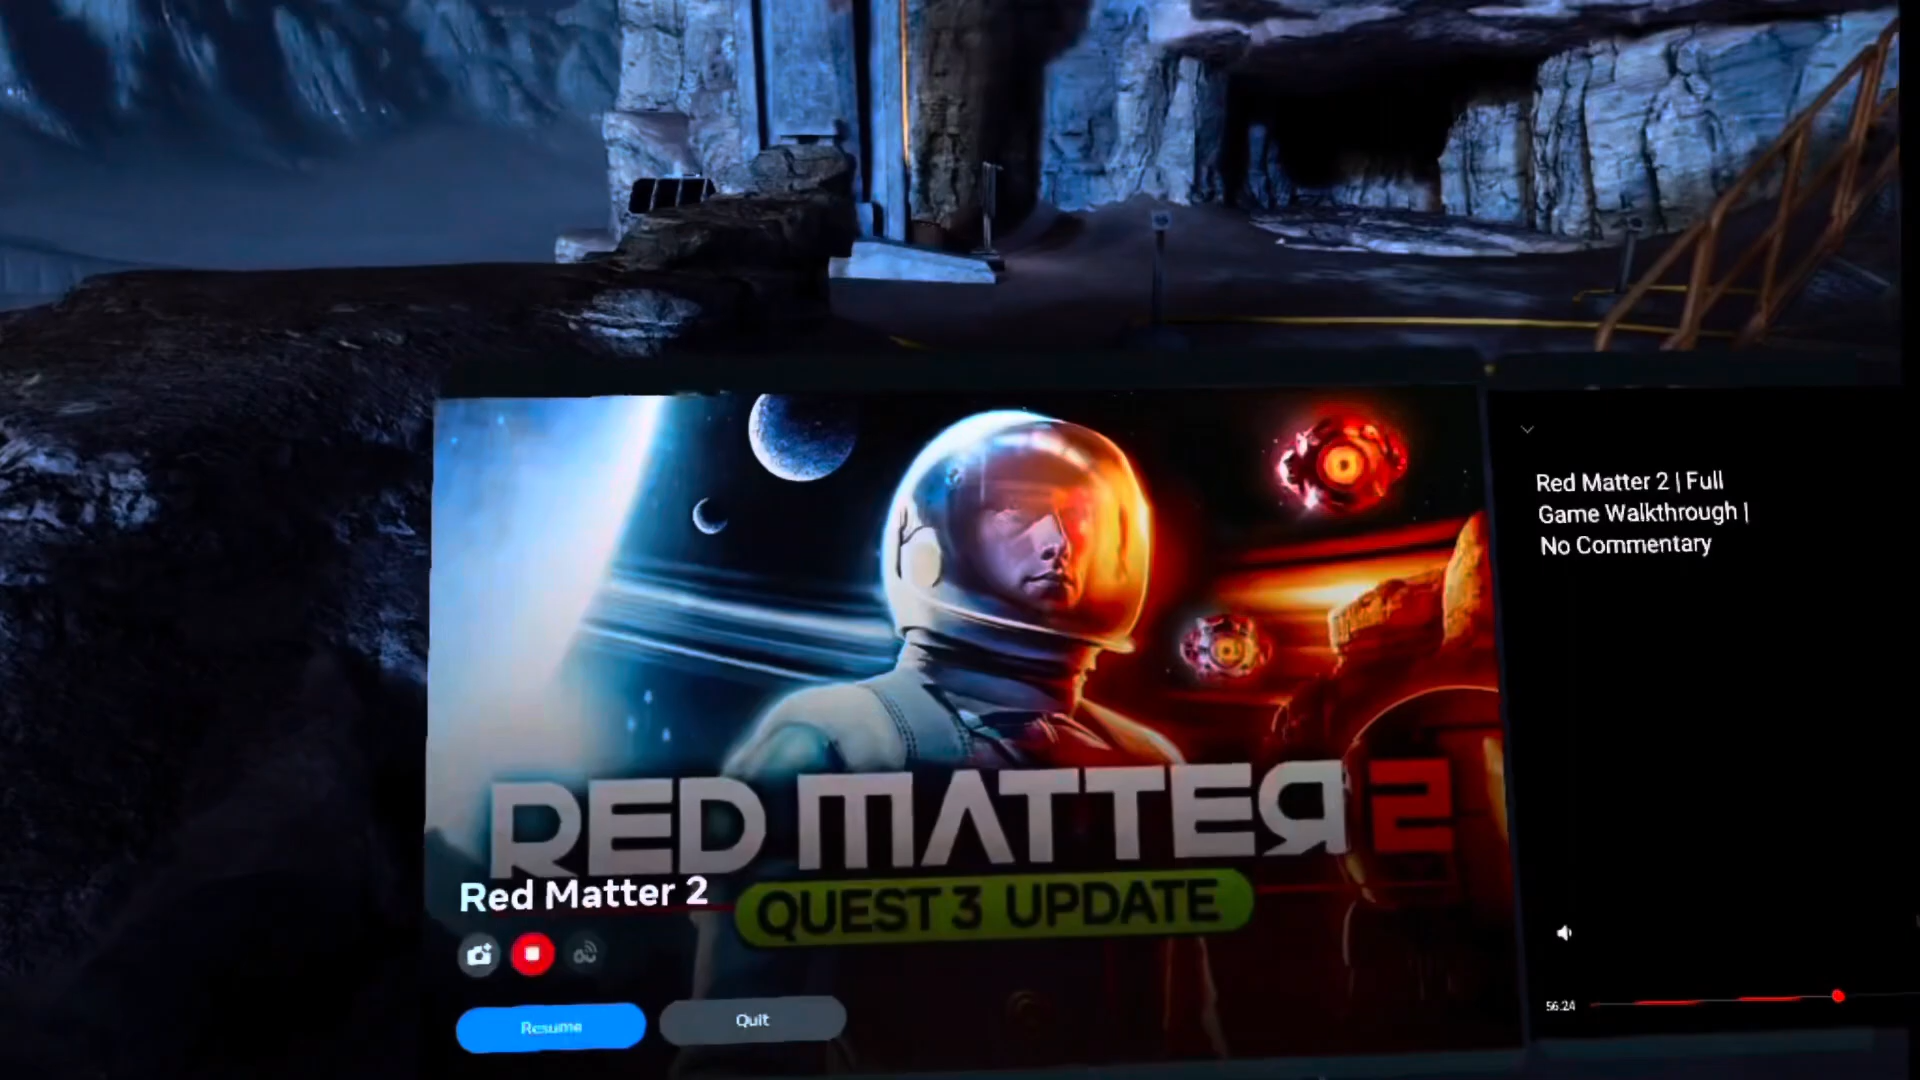 Red Matter 2 | Full
Game Walkthrough |
No Commentary
RED MATTER 2
Red Matter 2
QUEST 3 UPDATE
Resume
Quit
56:24